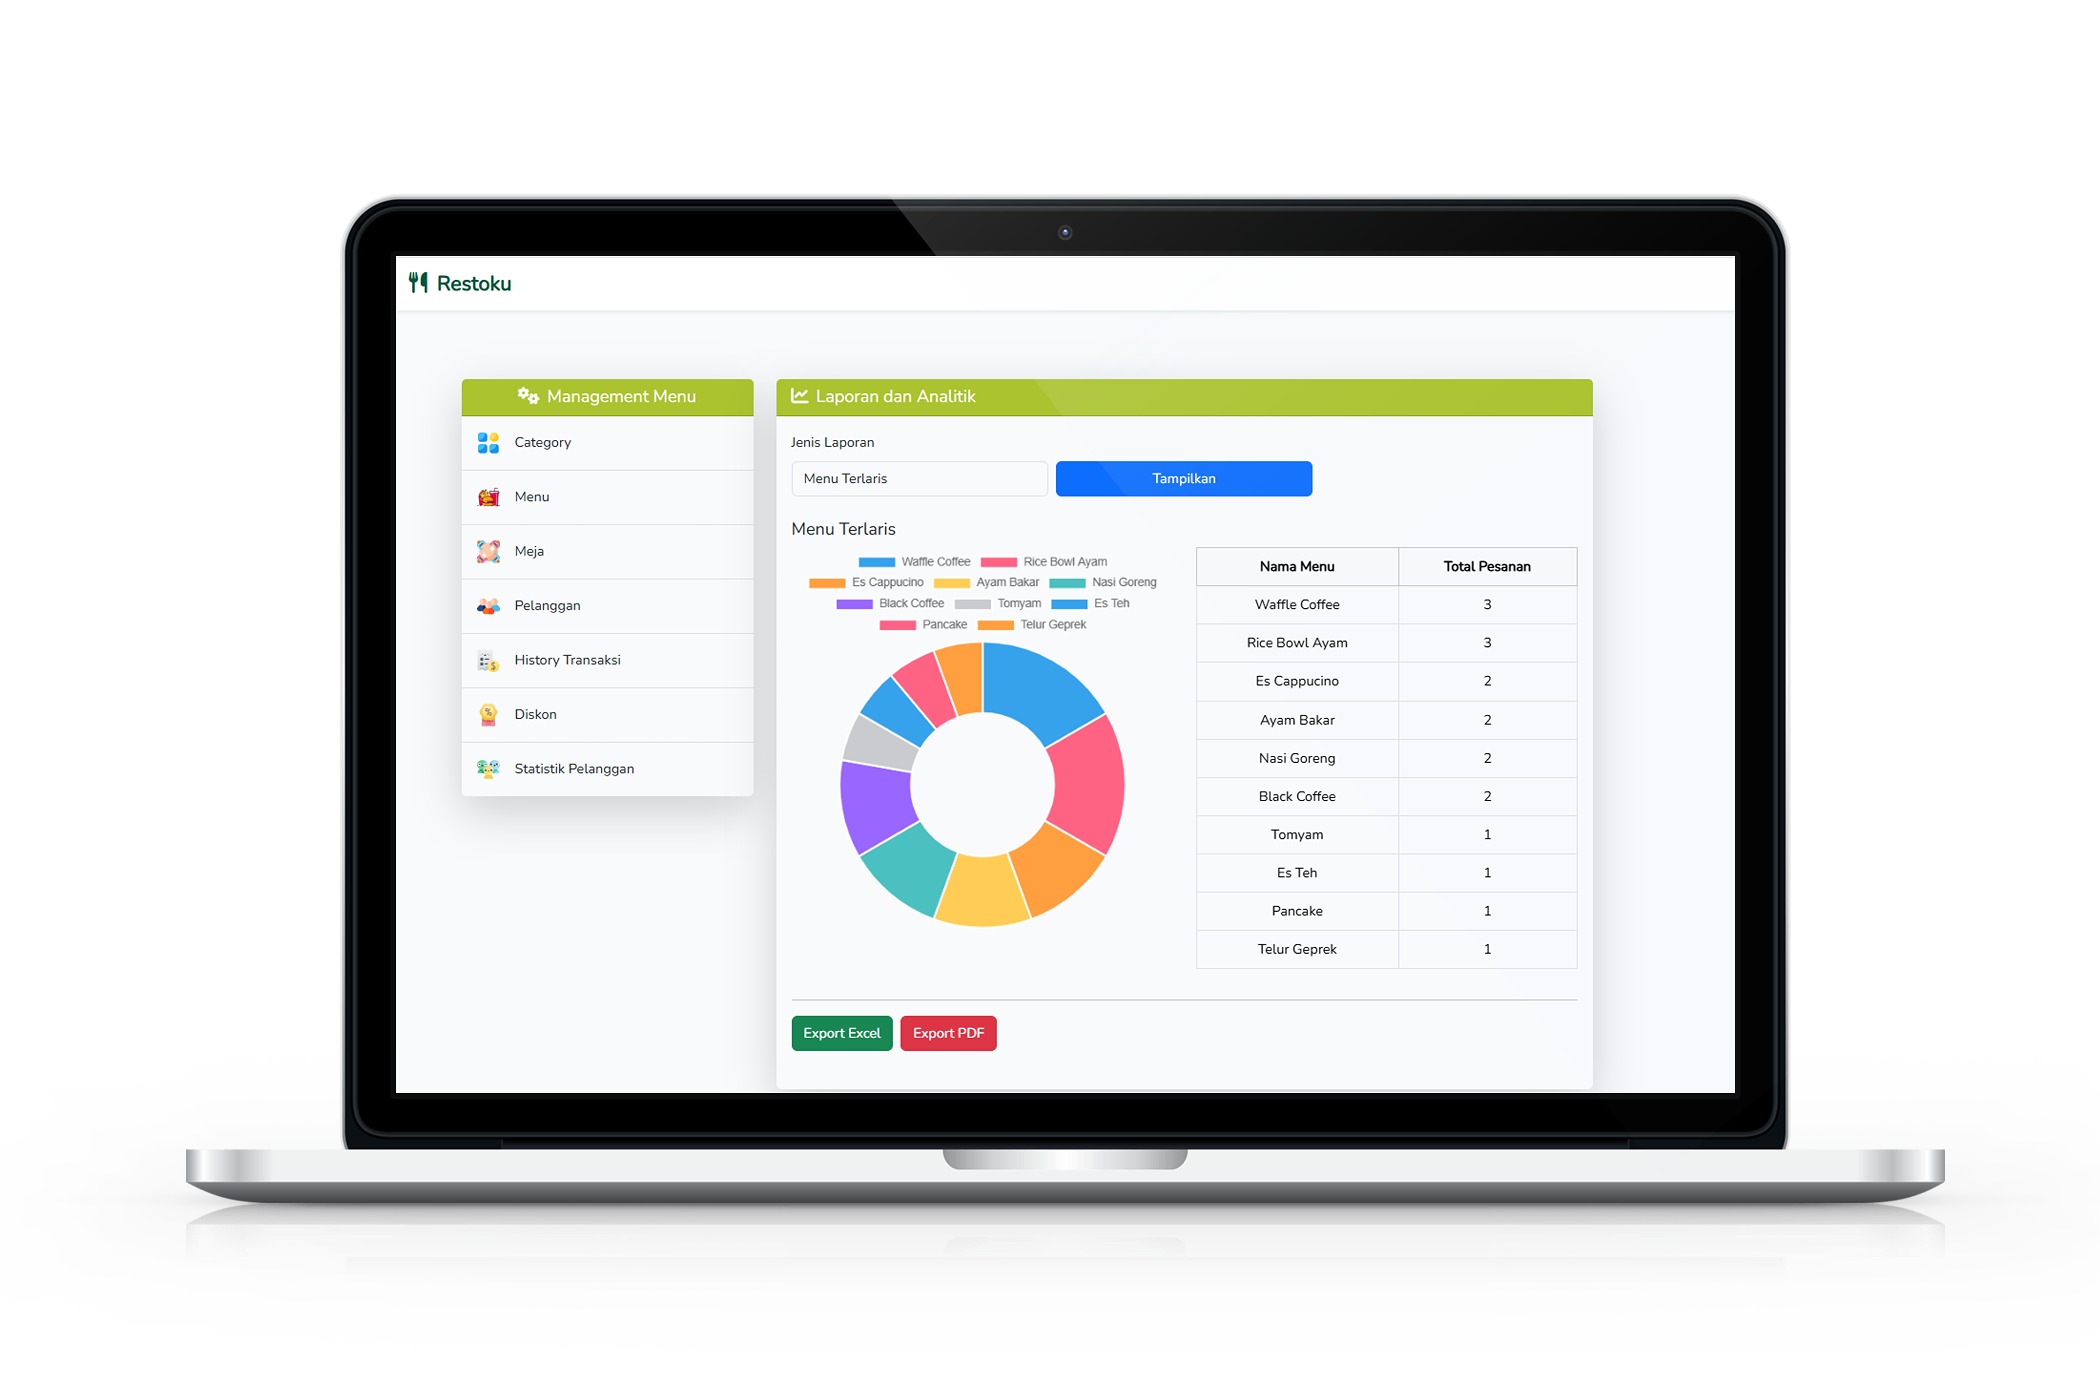 Restoku
Management Menu
Category
Menu
Meja
Pelanggan
History Transaksi
Diskon
Statistik Pelanggan
Laporan dan Analitik
Jenis Laporan
Menu Terlaris
Tampilkan
Menu Terlaris
Waffle Coffee Rice Bowl Ayam
Es Cappucino Ayam Bakar Nasi Goreng
Black Coffee Tomyam Es Teh
Pancake Telur Geprek
Nama Menu Total Pesanan
Waffle Coffee 3
Rice Bowl Ayam 3
Es Cappucino 2
Ayam Bakar 2
Nasi Goreng 2
Black Coffee 2
Tomyam 1
Es Teh 1
Pancake 1
Telur Geprek 1
Export Excel Export PDF